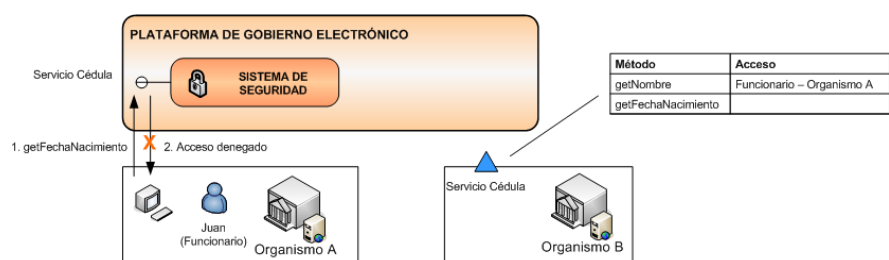 PLATAFORMA DE GOBIERNO ELECTRÓNICO
Servicio Cédula
SISTEMA DE
SEGURIDAD
1. getFechaNacimiento
2. Acceso denegado
Juan
(Funcionario)
Organismo A
Servicio Cédula
Organismo B
Método Acceso
getNombre Funcionario – Organismo A
getFechaNacimiento